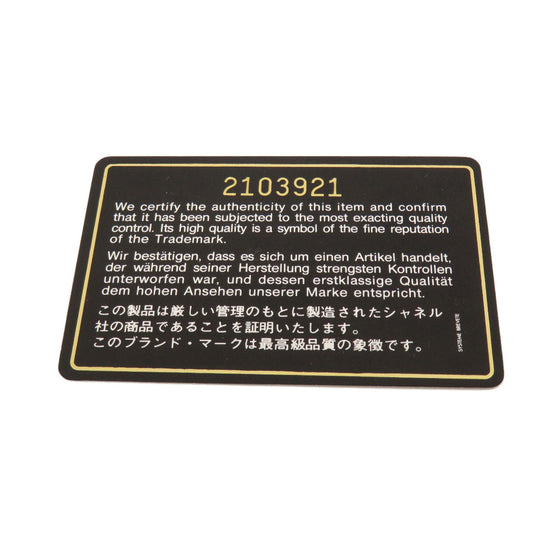 2103921
We certify the authenticity of this item and confirm
that it has been subjected to the most exacting quality
control. Its high quality is a symbol of the fine reputation
of the Trademark.
Wir bestätigen, dass es sich um einen Artikel handelt,
der während seiner Herstellung strengsten Kontrollen
unterworfen war, und dessen erstklassige Qualität
dem hohen Ansehen unserer Marke entspricht.
この製品は厳しい管理のもとに製造されたシャネル
社の商品であることを証明いたします。
このブランド・マークは最高級品質の象徴です。
SYSTEME BREVETE